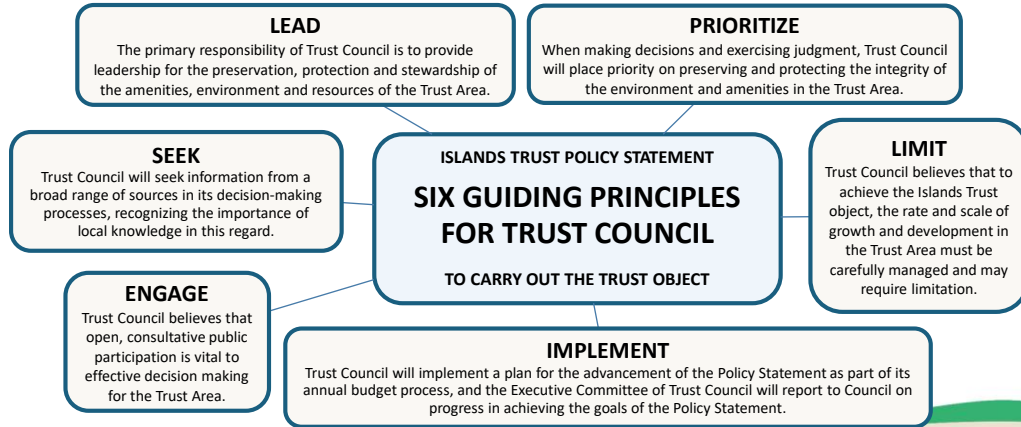 LEAD
The primary responsibility of Trust Council is to provide
leadership for the preservation, protection and stewardship of
the amenities, environment and resources of the Trust Area.
PRIORITIZE
When making decisions and exercising judgment, Trust Council
will place priority on preserving and protecting the integrity of
the environment and amenities in the Trust Area.
SEEK
Trust Council will seek information from a
broad range of sources in its decision-making
processes, recognizing the importance of
local knowledge in this regard.
ISLANDS TRUST POLICY STATEMENT
SIX GUIDING PRINCIPLES
FOR TRUST COUNCIL
TO CARRY OUT THE TRUST OBJECT
LIMIT
Trust Council believes that to
achieve the Islands Trust
object, the rate and scale of
growth and development in
the Trust Area must be
carefully managed and may
require limitation.
ENGAGE
Trust Council believes that
open, consultative public
participation is vital to
effective decision making
for the Trust Area.
IMPLEMENT
Trust Council will implement a plan for the advancement of the Policy Statement as part of its
annual budget process, and the Executive Committee of Trust Council will report to Council on
progress in achieving the goals of the Policy Statement.